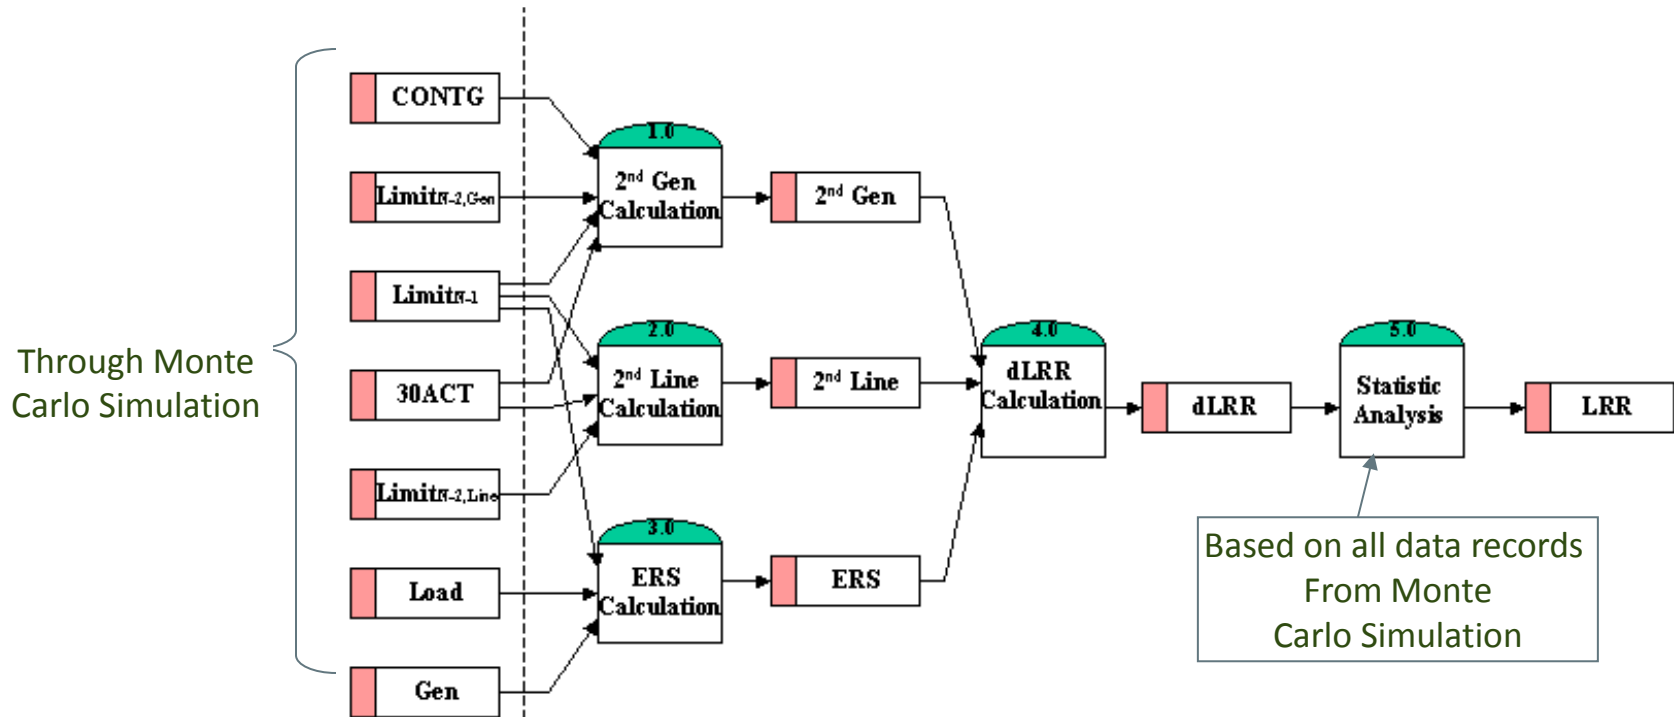 Through Monte
Carlo Simulation
CONTG
LimitN-2,Gen
LimitN-1
30ACT
LimitN-2,Line
Load
Gen
1.0
2nd Gen
Calculation
2.0
2nd Line
Calculation
3.0
ERS
Calculation
2nd Gen
2nd Line
ERS
4.0
dLRR
Calculation
dLRR
5.0
Statistic
Analysis
LRR
Based on all data records
From Monte
Carlo Simulation